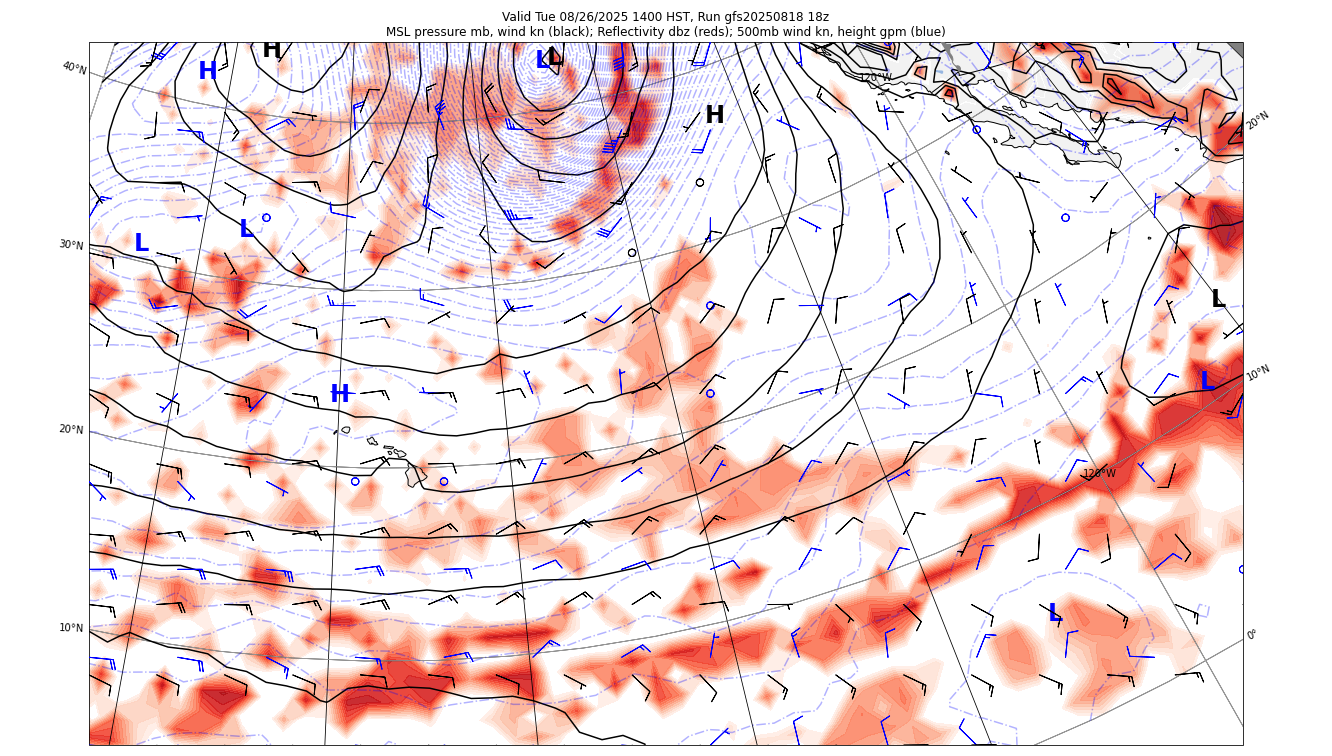 Valid Tue 08/26/2025 1400 HST, Run gfs20250818 18z
MSL pressure mb, wind kn (black); Reflectivity dbz (reds); 500mb wind kn, height gpm (blue)
H
L L
40°N H
120°W
H
20°N
L
30°N L
L
H
L
10°N
20°N
120°W
L
10°N
0°